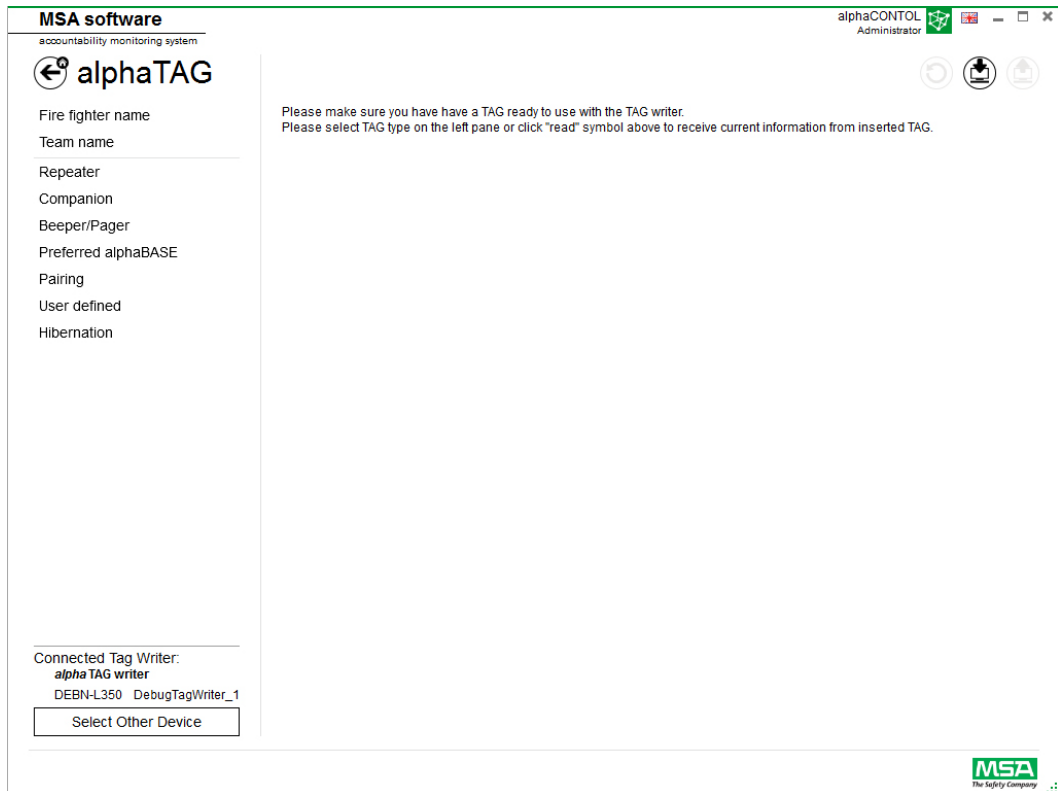 MSA software
accountability monitoring system
alphaCONTOL
Administrator
alphaTAG
Fire fighter name
Team name
Repeater
Companion
Beeper/Pager
Preferred alphaBASE
Pairing
User defined
Hibernation
Please make sure you have have a TAG ready to use with the TAG writer.
Please select TAG type on the left pane or click "read" symbol above to receive current information from inserted TAG.
Connected Tag Writer:
alpha TAG writer
DEBN-L350 DebugTagWriter_1
Select Other Device
MSA
The Safety Company